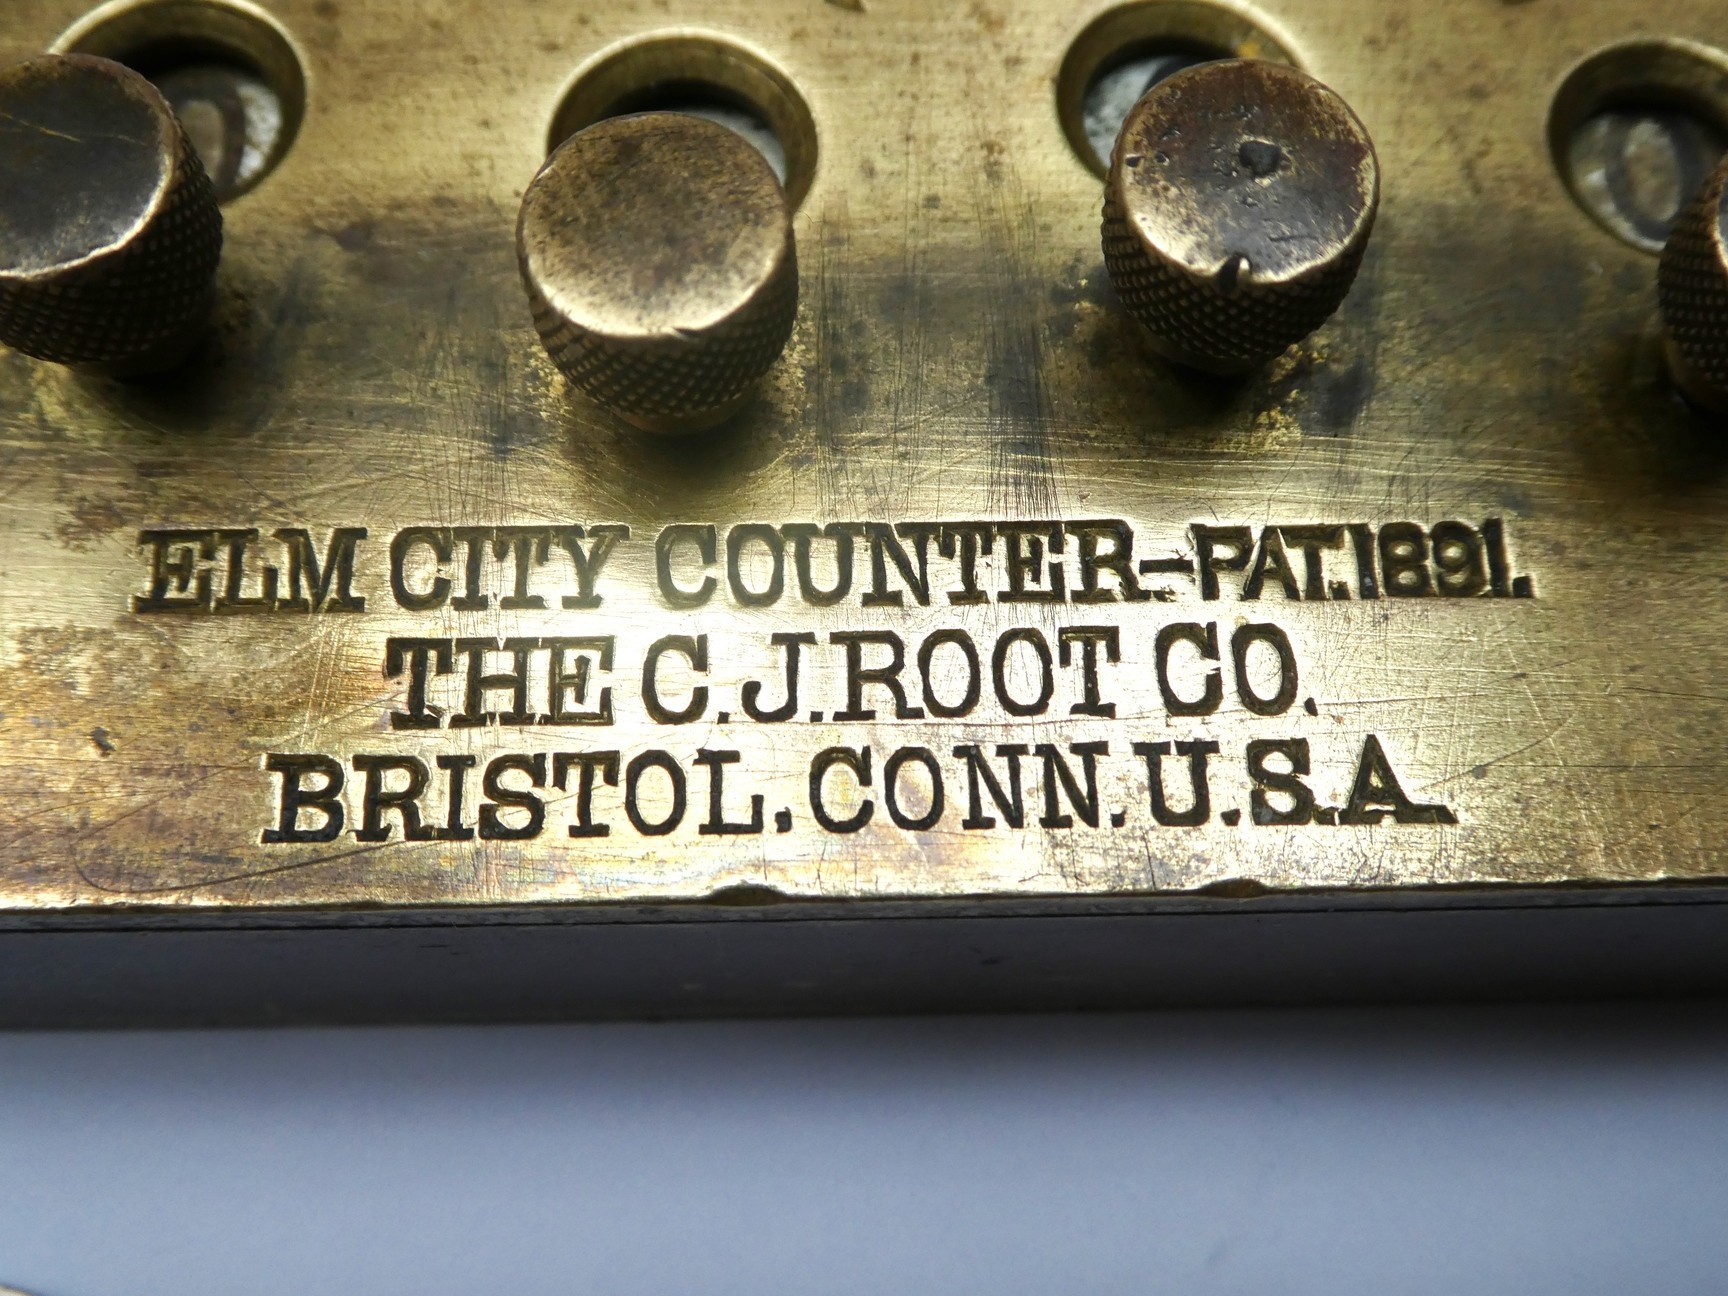 ELM CITY COUNTER-PAT.1891.
THE C.J.ROOT CO.
BRISTOL.CONN.U.S.A.